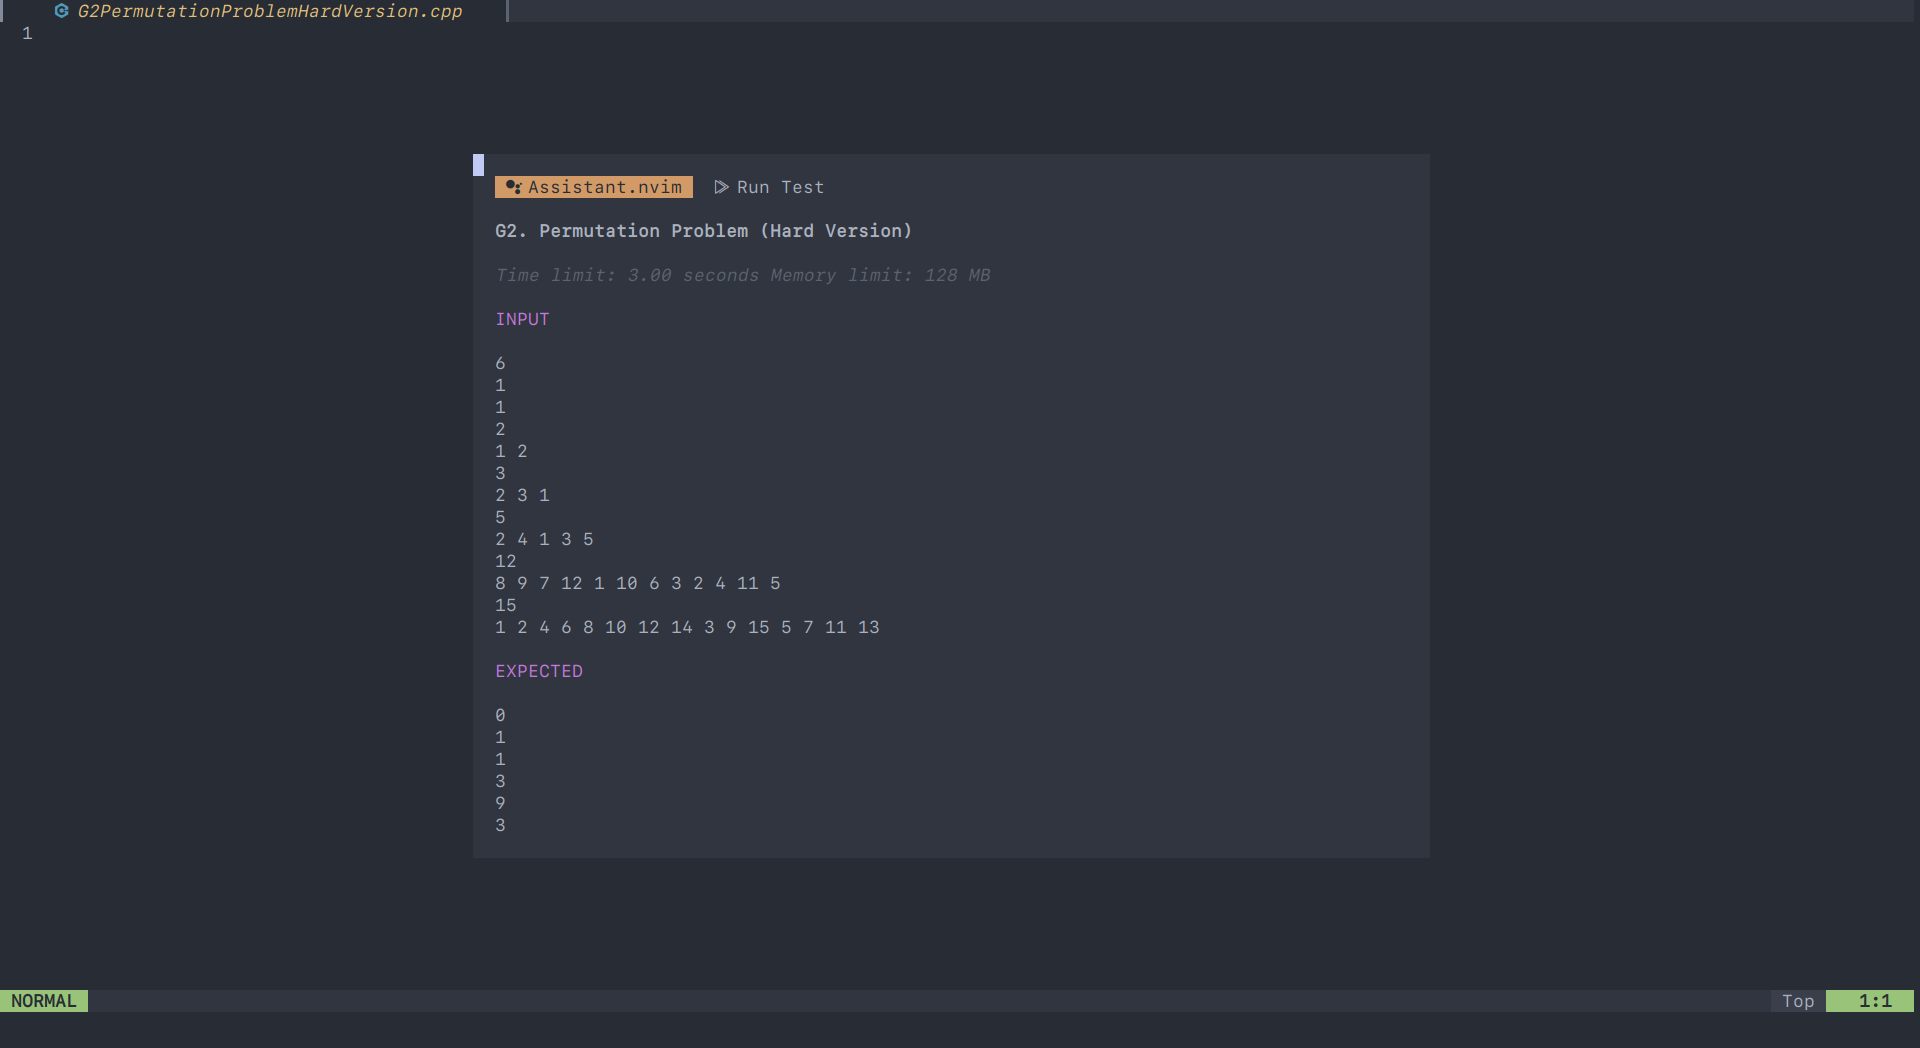 G2PermutationProblemHardVersion.cpp
1
Assistant.nvim Run Test
G2. Permutation Problem (Hard Version)
Time limit: 3.00 seconds Memory limit: 128 MB
INPUT
6
1
1
2
1 2
3
2 3 1
5
2 4 1 3 5
12
8 9 7 12 1 10 6 3 2 4 11 5
15
1 2 4 6 8 10 12 14 3 9 15 5 7 11 13
EXPECTED
0
1
1
3
9
3
NORMAL Top 1:1